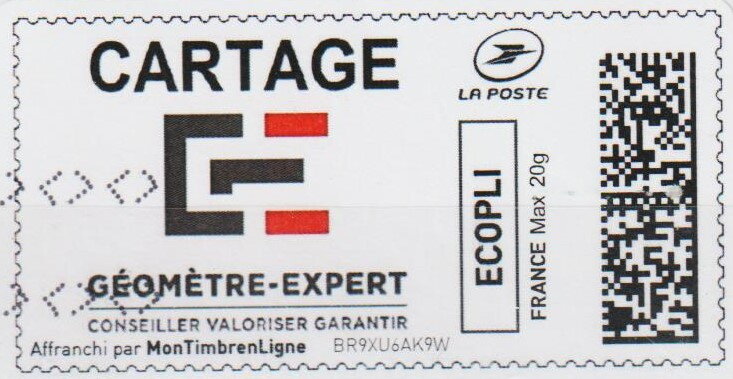 CARTAGE
GÉOMÈTRE-EXPERT
CONSEILLER VALORISER GARANTIR
Affranchi par MonTimbrenLigne BR9XU6AK9W
LA POSTE
ECOPLI
FRANCE Max 20g